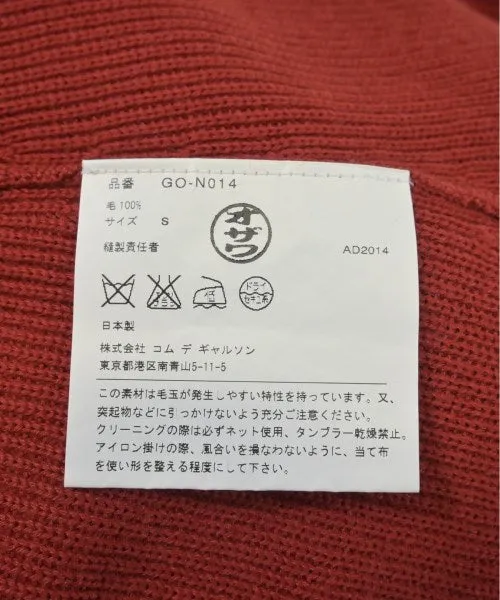 品番 GO-N014
毛 100%
サイズ S
オザワ
縫製責任者
AD2014
低
ドライ
セキユ系
日本製
株式会社 コム デ ギャルソン
東京都港区南青山5-11-5
この素材は毛玉が発生しやすい特性を持っています。又、
突起物などに引っかけないよう充分ご注意ください。
クリーニングの際は必ずネット使用、タンブラー乾燥禁止。
アイロン掛けの際、風合いを損なわないように、当て布
を使い形を整える程度にして下さい。